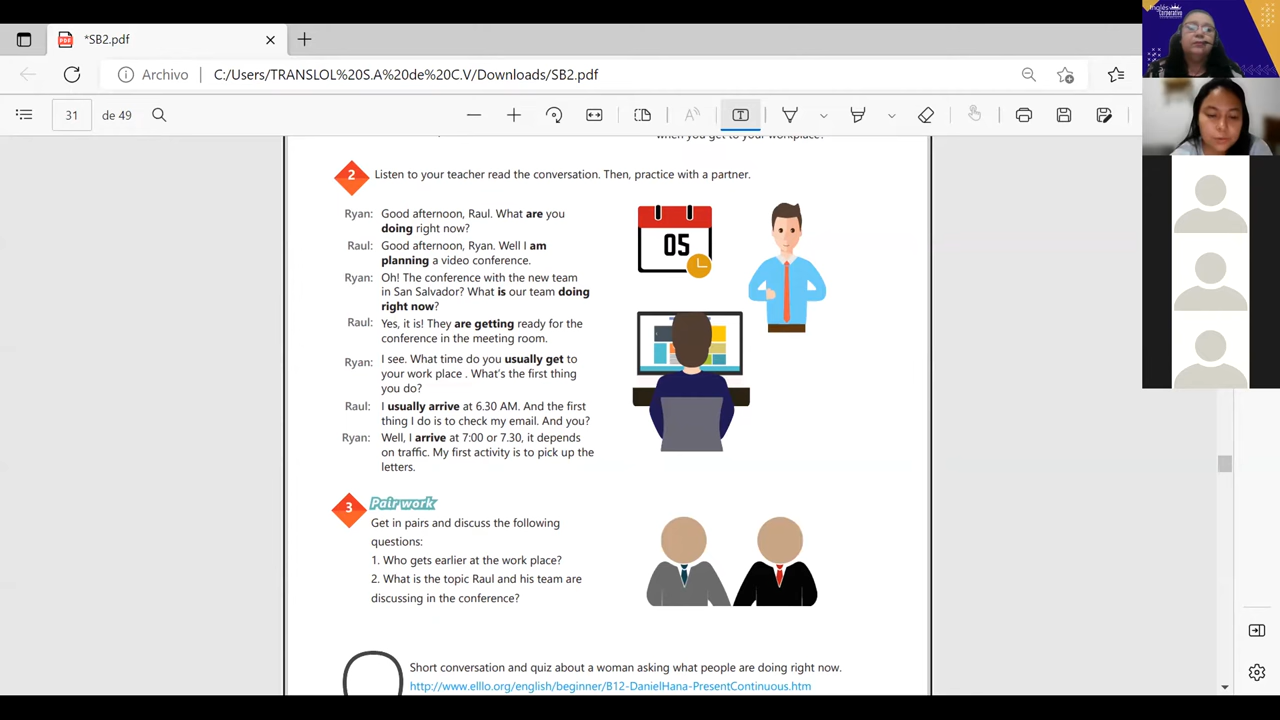 *SB2.pdf
Archivo
C:/Users/TRANSLOL%20S.A%20de%20C.V/Downloads/SB2.pdf
31
de 49
when you get to your workplace?
2
Listen to your teacher read the conversation. Then, practice with a partner.
Ryan: Good afternoon, Raul. What are you
doing right now?
Raul: Good afternoon, Ryan. Well I am
planning a video conference.
Ryan: Oh! The conference with the new team
in San Salvador? What is our team doing
right now?
Raul: Yes, it is! They are getting ready for the
conference in the meeting room.
Ryan: I see. What time do you usually get to
your work place . What's the first thing
you do?
Raul: I usually arrive at 6.30 AM. And the first
thing I do is to check my email. And you?
Ryan: Well, I arrive at 7:00 or 7.30, it depends
on traffic. My first activity is to pick up the
letters.
05
3
Pair work
Get in pairs and discuss the following
questions:
1. Who gets earlier at the work place?
2. What is the topic Raul and his team are
discussing in the conference?
Short conversation and quiz about a woman asking what people are doing right now.
http://www.elllo.org/english/beginner/B12-DanielHana-PresentContinuous.htm
Inglés
Corporativo